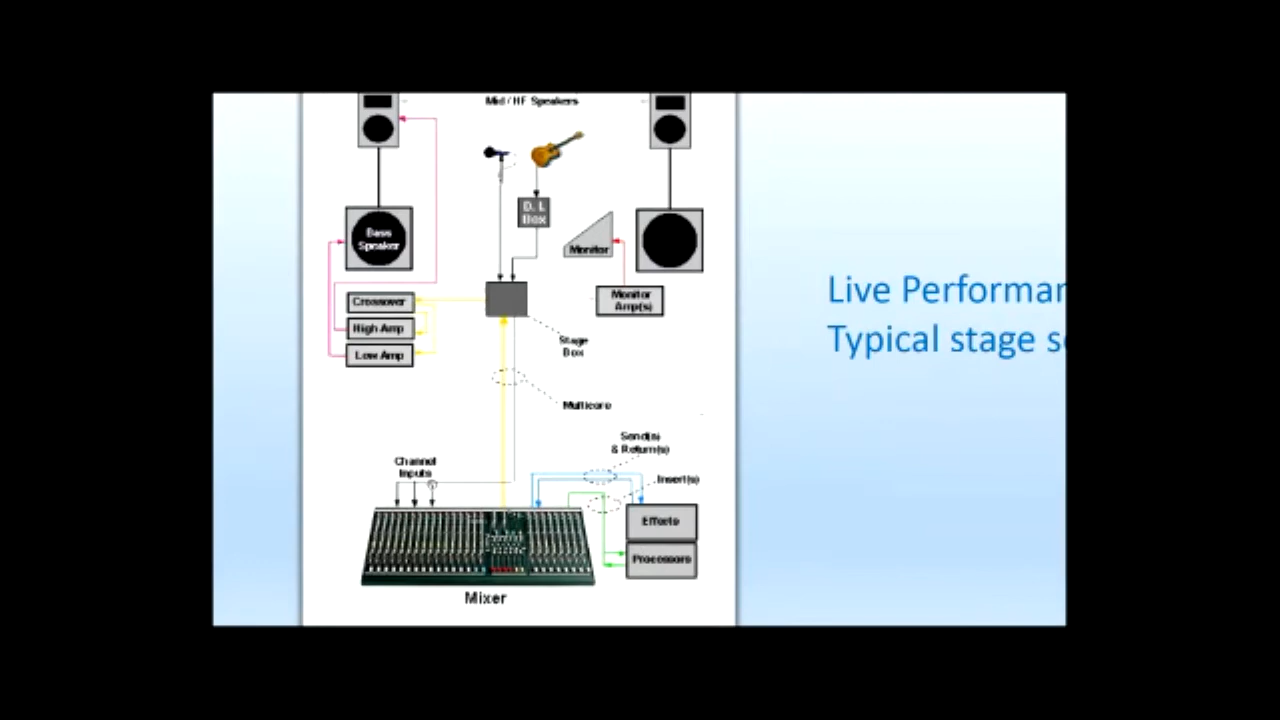 Mid / HF Speakers
D. I.
Box
Bass
Speaker
Monitor
Crossover
Monitor
Amp(s)
High Amp
Low Amp
Stage
Box
Multicore
Live Performan
Typical stage s
Send(s)
& Return(s)
Channel
Inputs
Insert(s)
Effects
Processors
Mixer